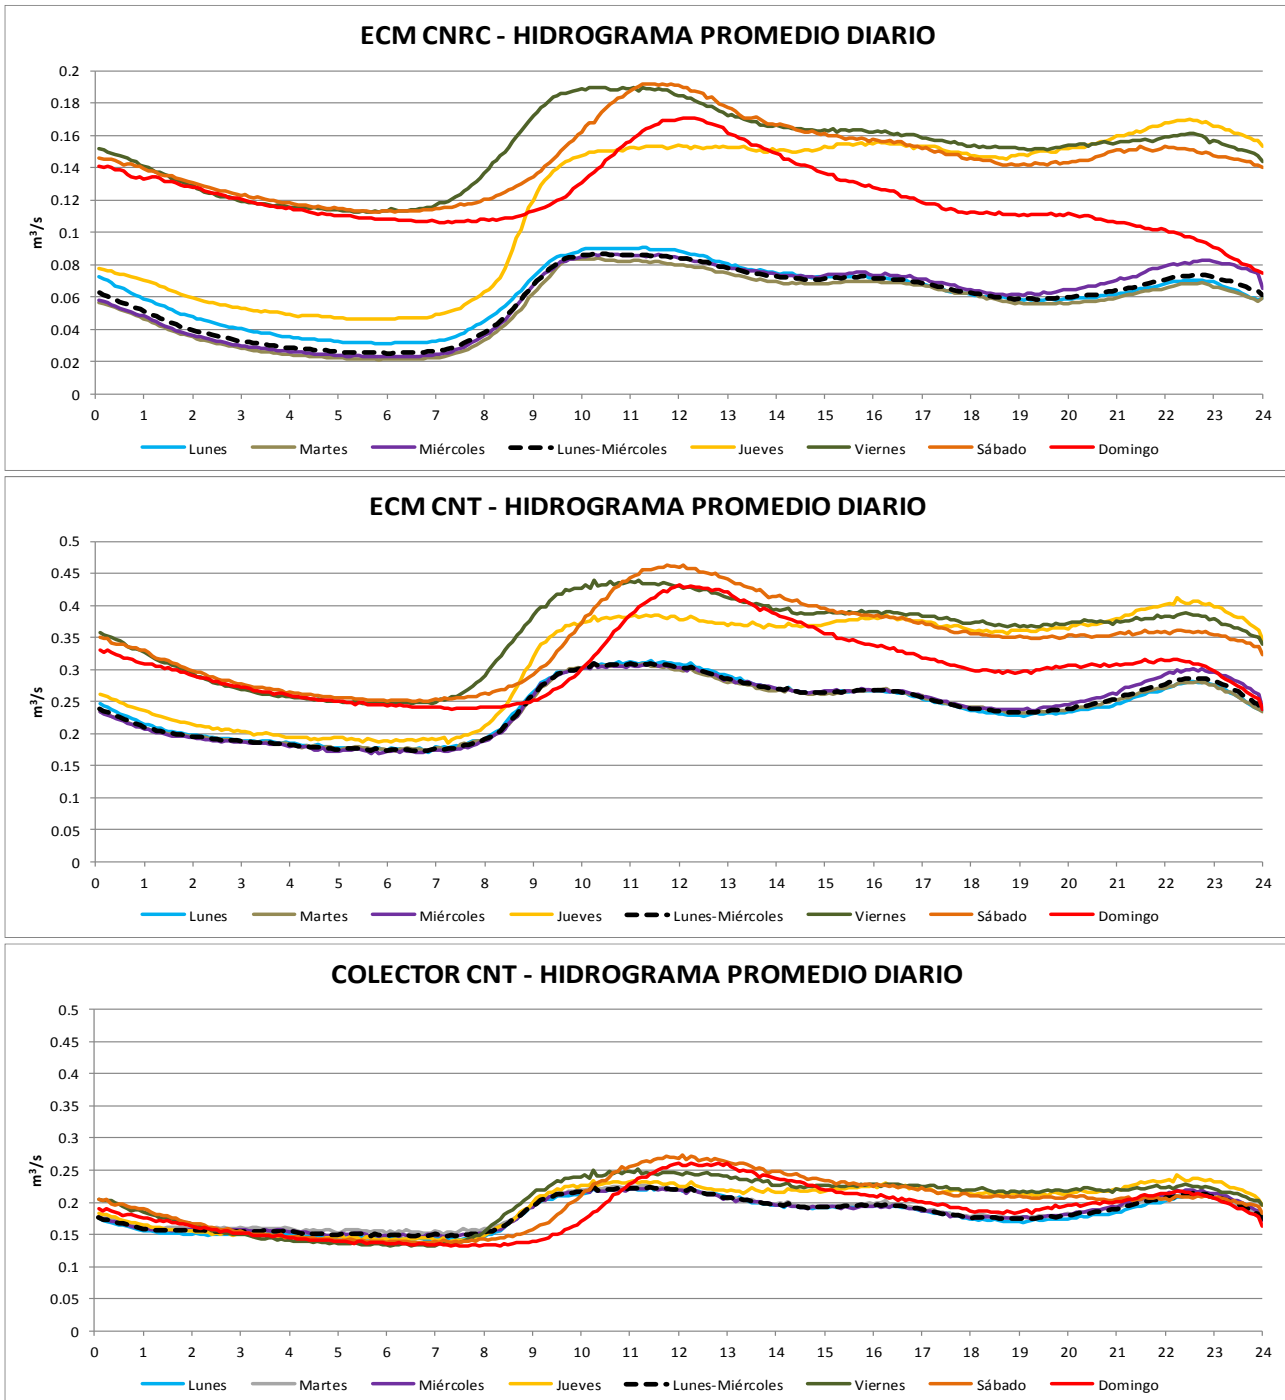 ECM CNRC - HIDROGRAMA PROMEDIO DIARIO
0.2
0.18
0.16
0.14
0.12
0.1
0.08
0.06
0.04
0.02
0
m³/s
0 1 2 3 4 5 6 7 8 9 10 11 12 13 14 15 16 17 18 19 20 21 22 23 24
Lunes Martes Miércoles Lunes-Miércoles Jueves Viernes Sábado Domingo
ECM CNT - HIDROGRAMA PROMEDIO DIARIO
0.5
0.45
0.4
0.35
0.3
0.25
0.2
0.15
0.1
0.05
0
m³/s
0 1 2 3 4 5 6 7 8 9 10 11 12 13 14 15 16 17 18 19 20 21 22 23 24
Lunes Martes Miércoles Jueves Lunes-Miércoles Viernes Sábado Domingo
COLECTOR CNT - HIDROGRAMA PROMEDIO DIARIO
0.5
0.45
0.4
0.35
0.3
0.25
0.2
0.15
0.1
0.05
0
m³/s
0 1 2 3 4 5 6 7 8 9 10 11 12 13 14 15 16 17 18 19 20 21 22 23 24
Lunes Martes Miércoles Jueves Lunes-Miércoles Viernes Sábado Domingo